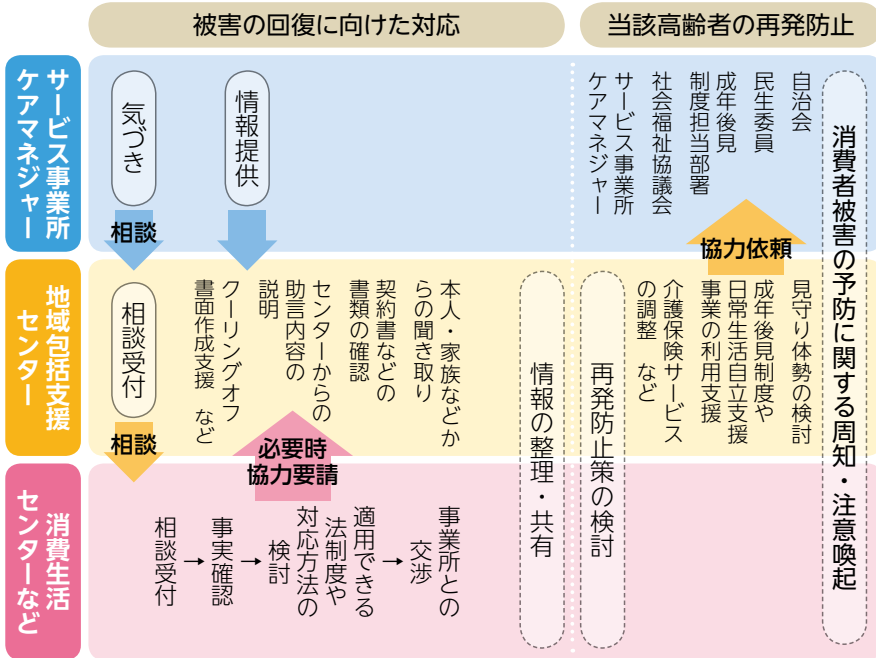 被害の回復に向けた対応
当該高齢者の再発防止
サービス事業所
ケアマネジャー
気づき
情報提供
相談
自治会
民生委員
成年後見
制度担当部署
社会福祉協議会
サービス事業所
ケアマネジャー
協力依頼
消費者被害の予防に関する周知・注意喚起
地域包括支援
センター
相談受付
相談
本人・家族などか
らの聞き取り
契約書などの
書類の確認
センターからの
助言内容の
説明
クーリングオフ
書面作成支援 など
必要時
協力要請
情報の整理・共有
再発防止策の検討
見守り体勢の検討
成年後見制度や
日常生活自立支援
事業の利用支援
介護保険サービス
の調整 など
消費生活
センターなど
相談受付
→
事実確認
→
適用できる
法制度や
対応方法の
検討
→
事業所との
交渉